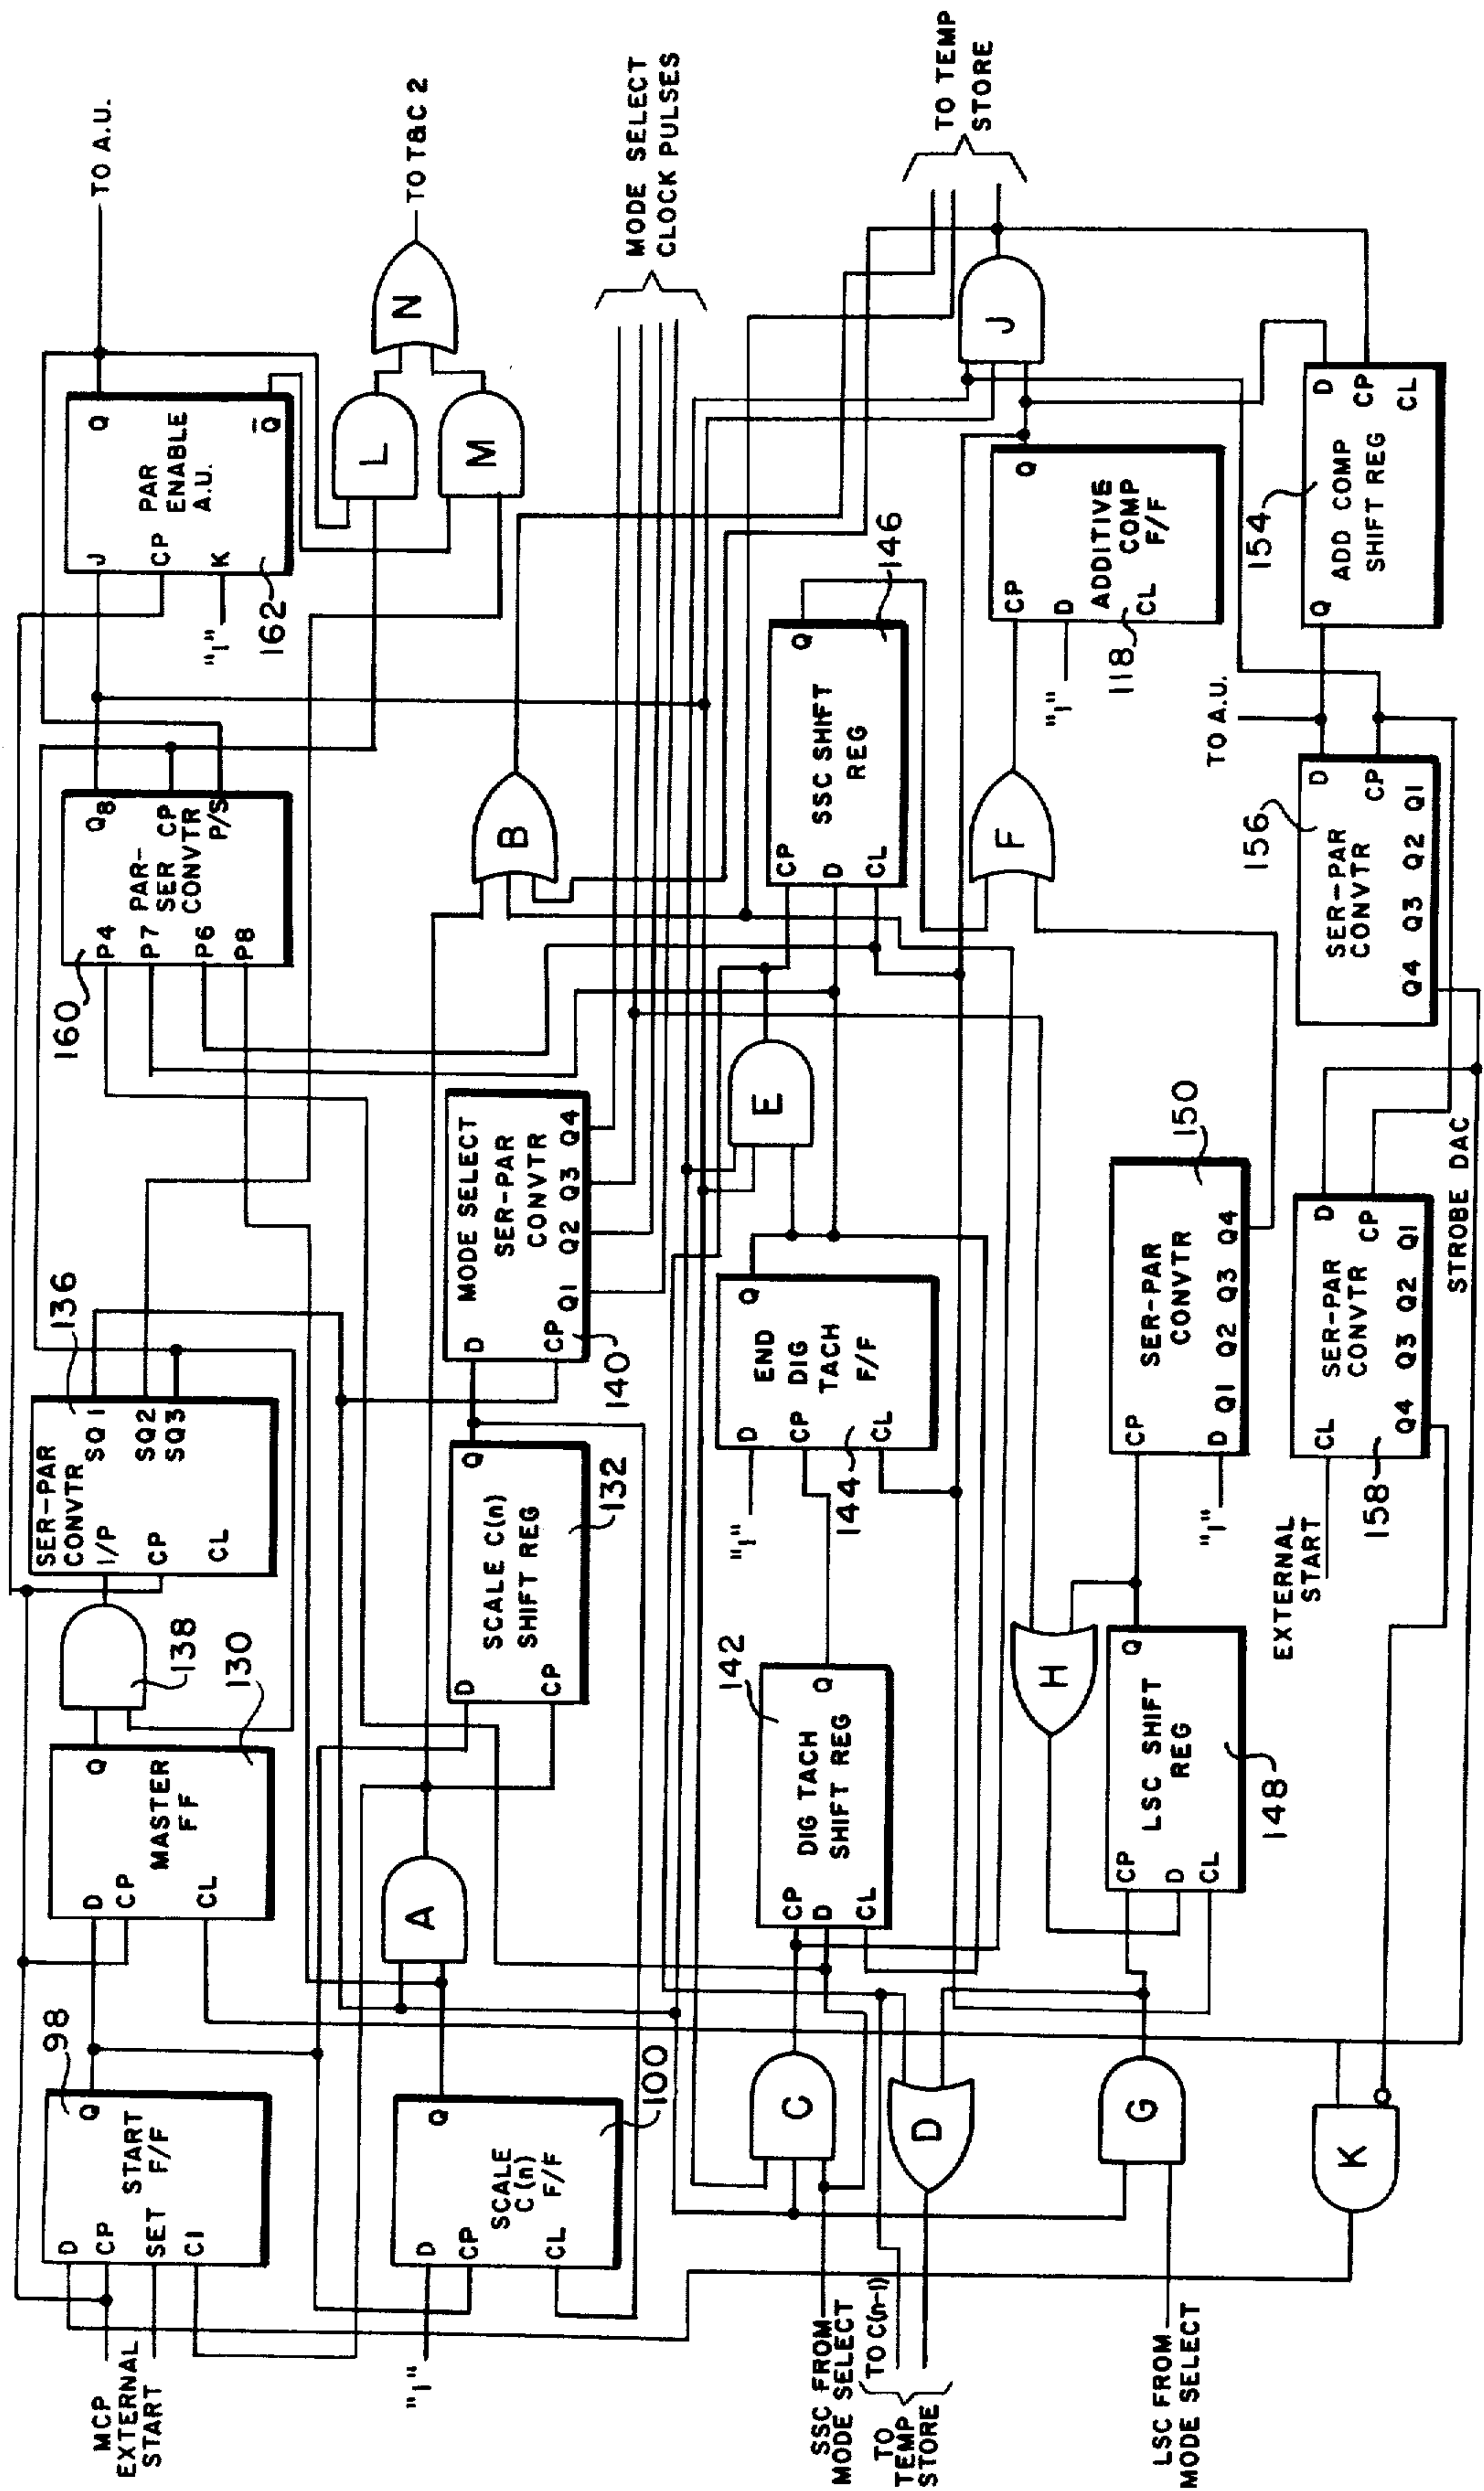 98
START
F/F
D
CP
SET
C1
Q
MCP
EXTERNAL
START
MASTER
FF
D
CP
CL
Q
130
138
SER-PAR
CONVTR
I/P
CP
CL
SQ1
SQ2
SQ3
136
160
PAR-
SER
CONVTR
P4
P7
P6
P8
Q8
CP
P/S
PAR
ENABLE
A.U.
J
CP
K
Q
Q̅
"1"
162
TO A.U.
L
M
N
TO T&C 2
SCALE
C(n)
F/F
D
CP
CL
Q
"1"
100
A
SCALE C(n)
SHIFT REG
D
CP
Q
132
MODE SELECT
SER-PAR
CONVTR
D
CP
Q1 Q2 Q3 Q4
140
B
MODE SELECT
CLOCK PULSES
SSC FROM
MODE SELECT
TO C(n-1)
TO
TEMP
STORE
C
D
142
DIG TACH
SHIFT REG
CP
D
CL
Q
END
DIG
TACH
F/F
D
CP
CL
Q
"1"
144
E
SSC SHIFT
REG
CP
D
CL
Q
146
F
ADDITIVE
COMP
F/F
CP
D
CL
Q
"1"
118
J
TO TEMP
STORE
LSC FROM
MODE SELECT
G
LSC SHIFT
REG
CP
D
CL
Q
148
H
SER-PAR
CONVTR
CP
D
Q1 Q2 Q3 Q4
"1"
150
K
EXTERNAL
START
SER-PAR
CONVTR
CL
D
CP
Q4 Q3 Q2 Q1
158
STROBE DAC
156
SER-PAR
CONVTR
D
CP
Q4 Q3 Q2 Q1
TO A.U.
154
ADD COMP
SHIFT REG
Q
D
CP
CL